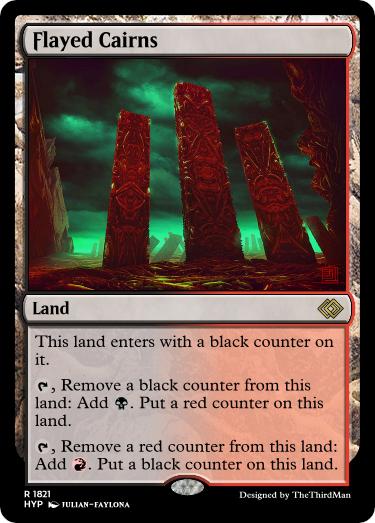 Flayed Cairns
Land
This land enters with a black counter on
it.
, Remove a black counter from this
land: Add . Put a red counter on this
land.
, Remove a red counter from this land:
Add . Put a black counter on this land.
R 1821
HYP JULIAN-FAYLONA
Designed by TheThirdMan